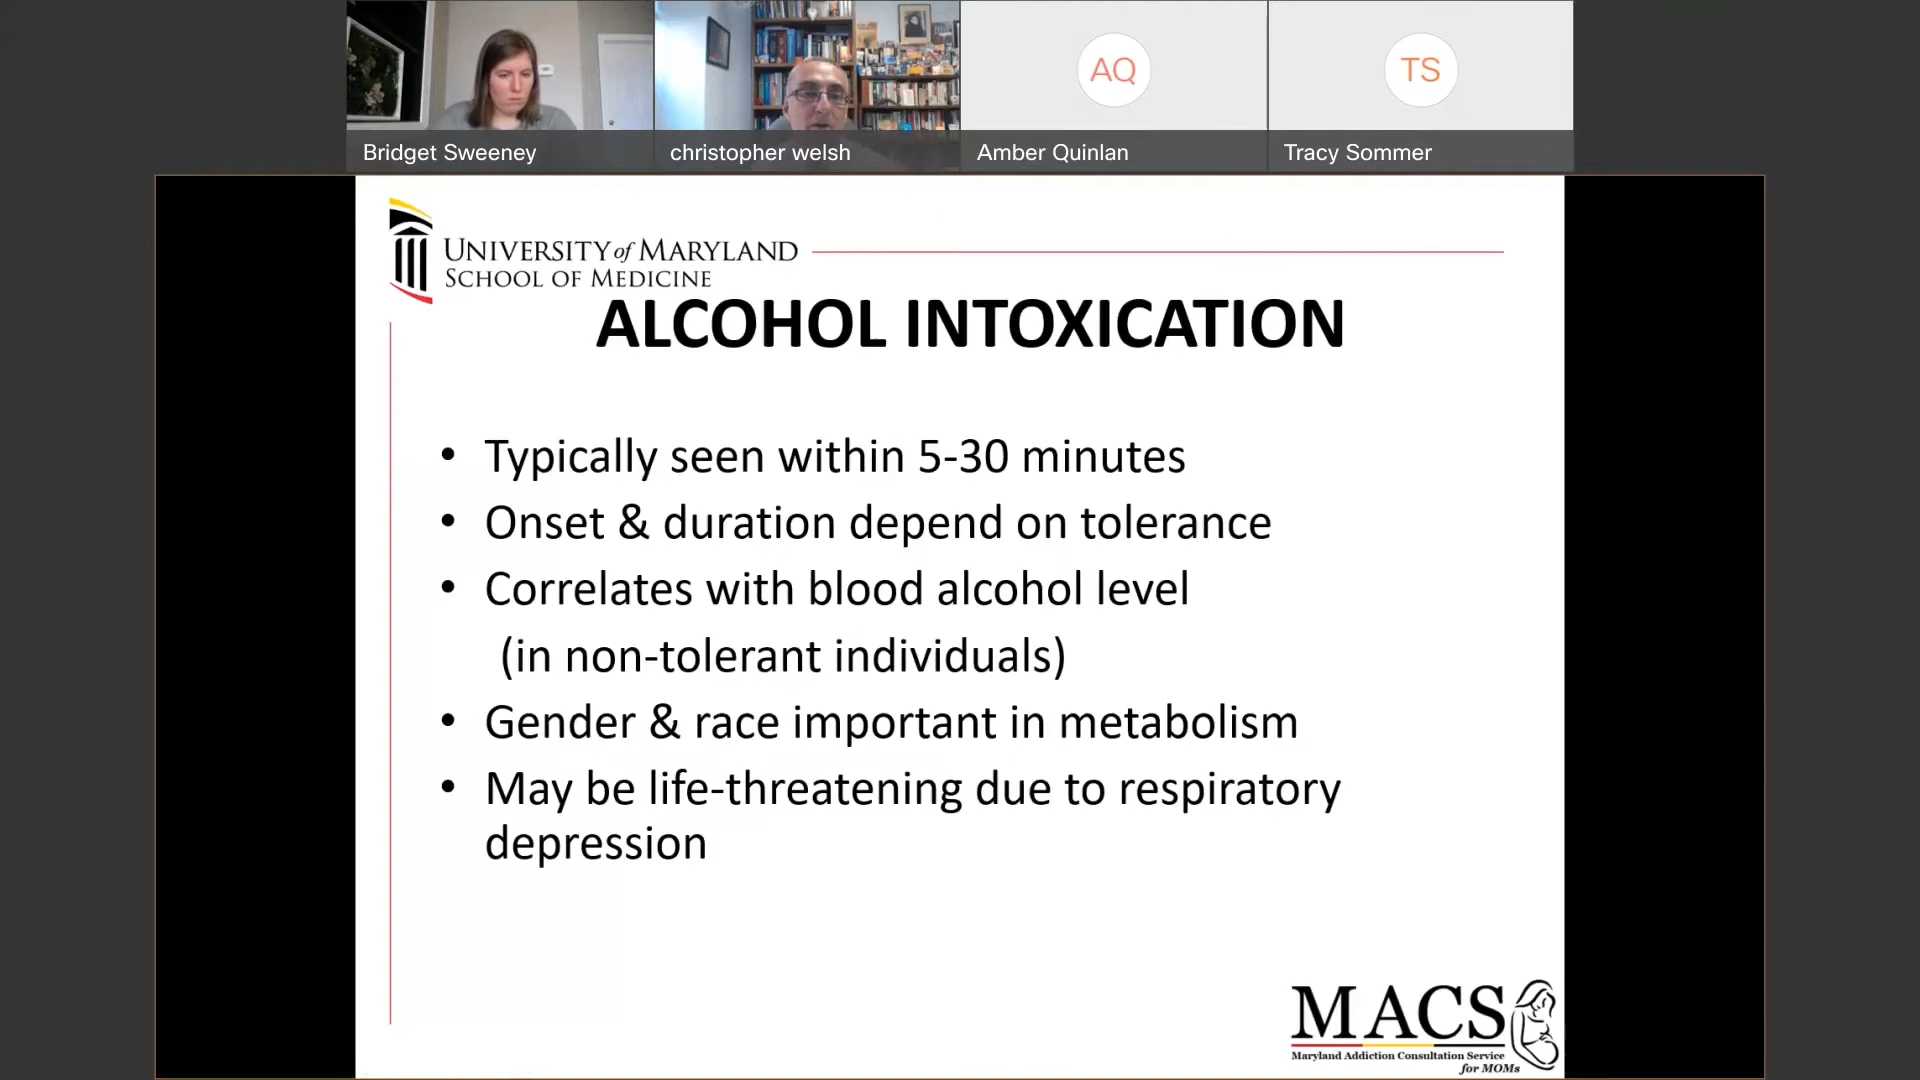 Bridget Sweeney
christopher welsh
AQ
Amber Quinlan
TS
Tracy Sommer
UNIVERSITY of MARYLAND
SCHOOL OF MEDICINE
ALCOHOL INTOXICATION
• Typically seen within 5-30 minutes
• Onset & duration depend on tolerance
• Correlates with blood alcohol level
(in non-tolerant individuals)
• Gender & race important in metabolism
• May be life-threatening due to respiratory
depression
MACS
Maryland Addiction Consultation Service
for MOMs